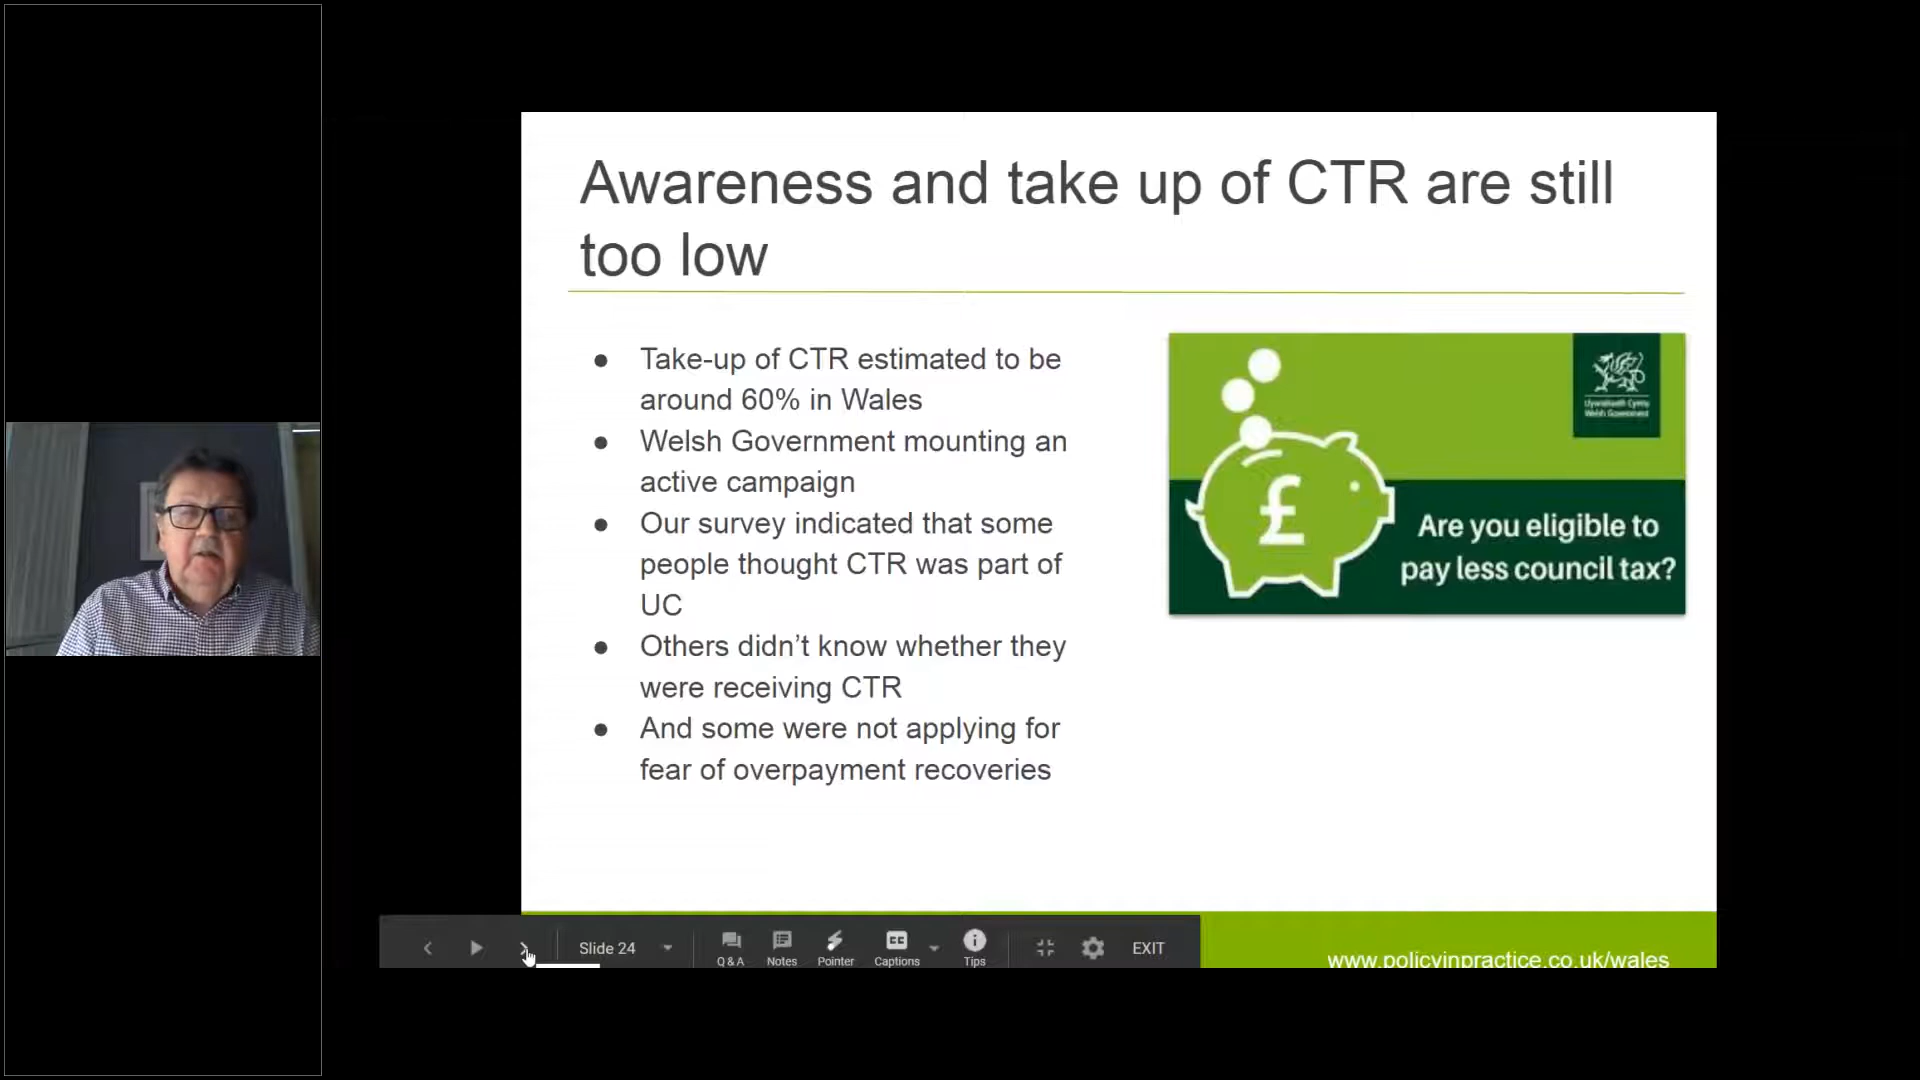 Awareness and take up of CTR are still
too low
● Take-up of CTR estimated to be
around 60% in Wales
● Welsh Government mounting an
active campaign
● Our survey indicated that some
people thought CTR was part of
UC
● Others didn’t know whether they
were receiving CTR
● And some were not applying for
fear of overpayment recoveries
Llywodraeth Cymru
Welsh Government
£
Are you eligible to
pay less council tax?
Slide 24
Q & A
Notes
Pointer
CC
Captions
Tips
EXIT
www.policyinpractice.co.uk/wales